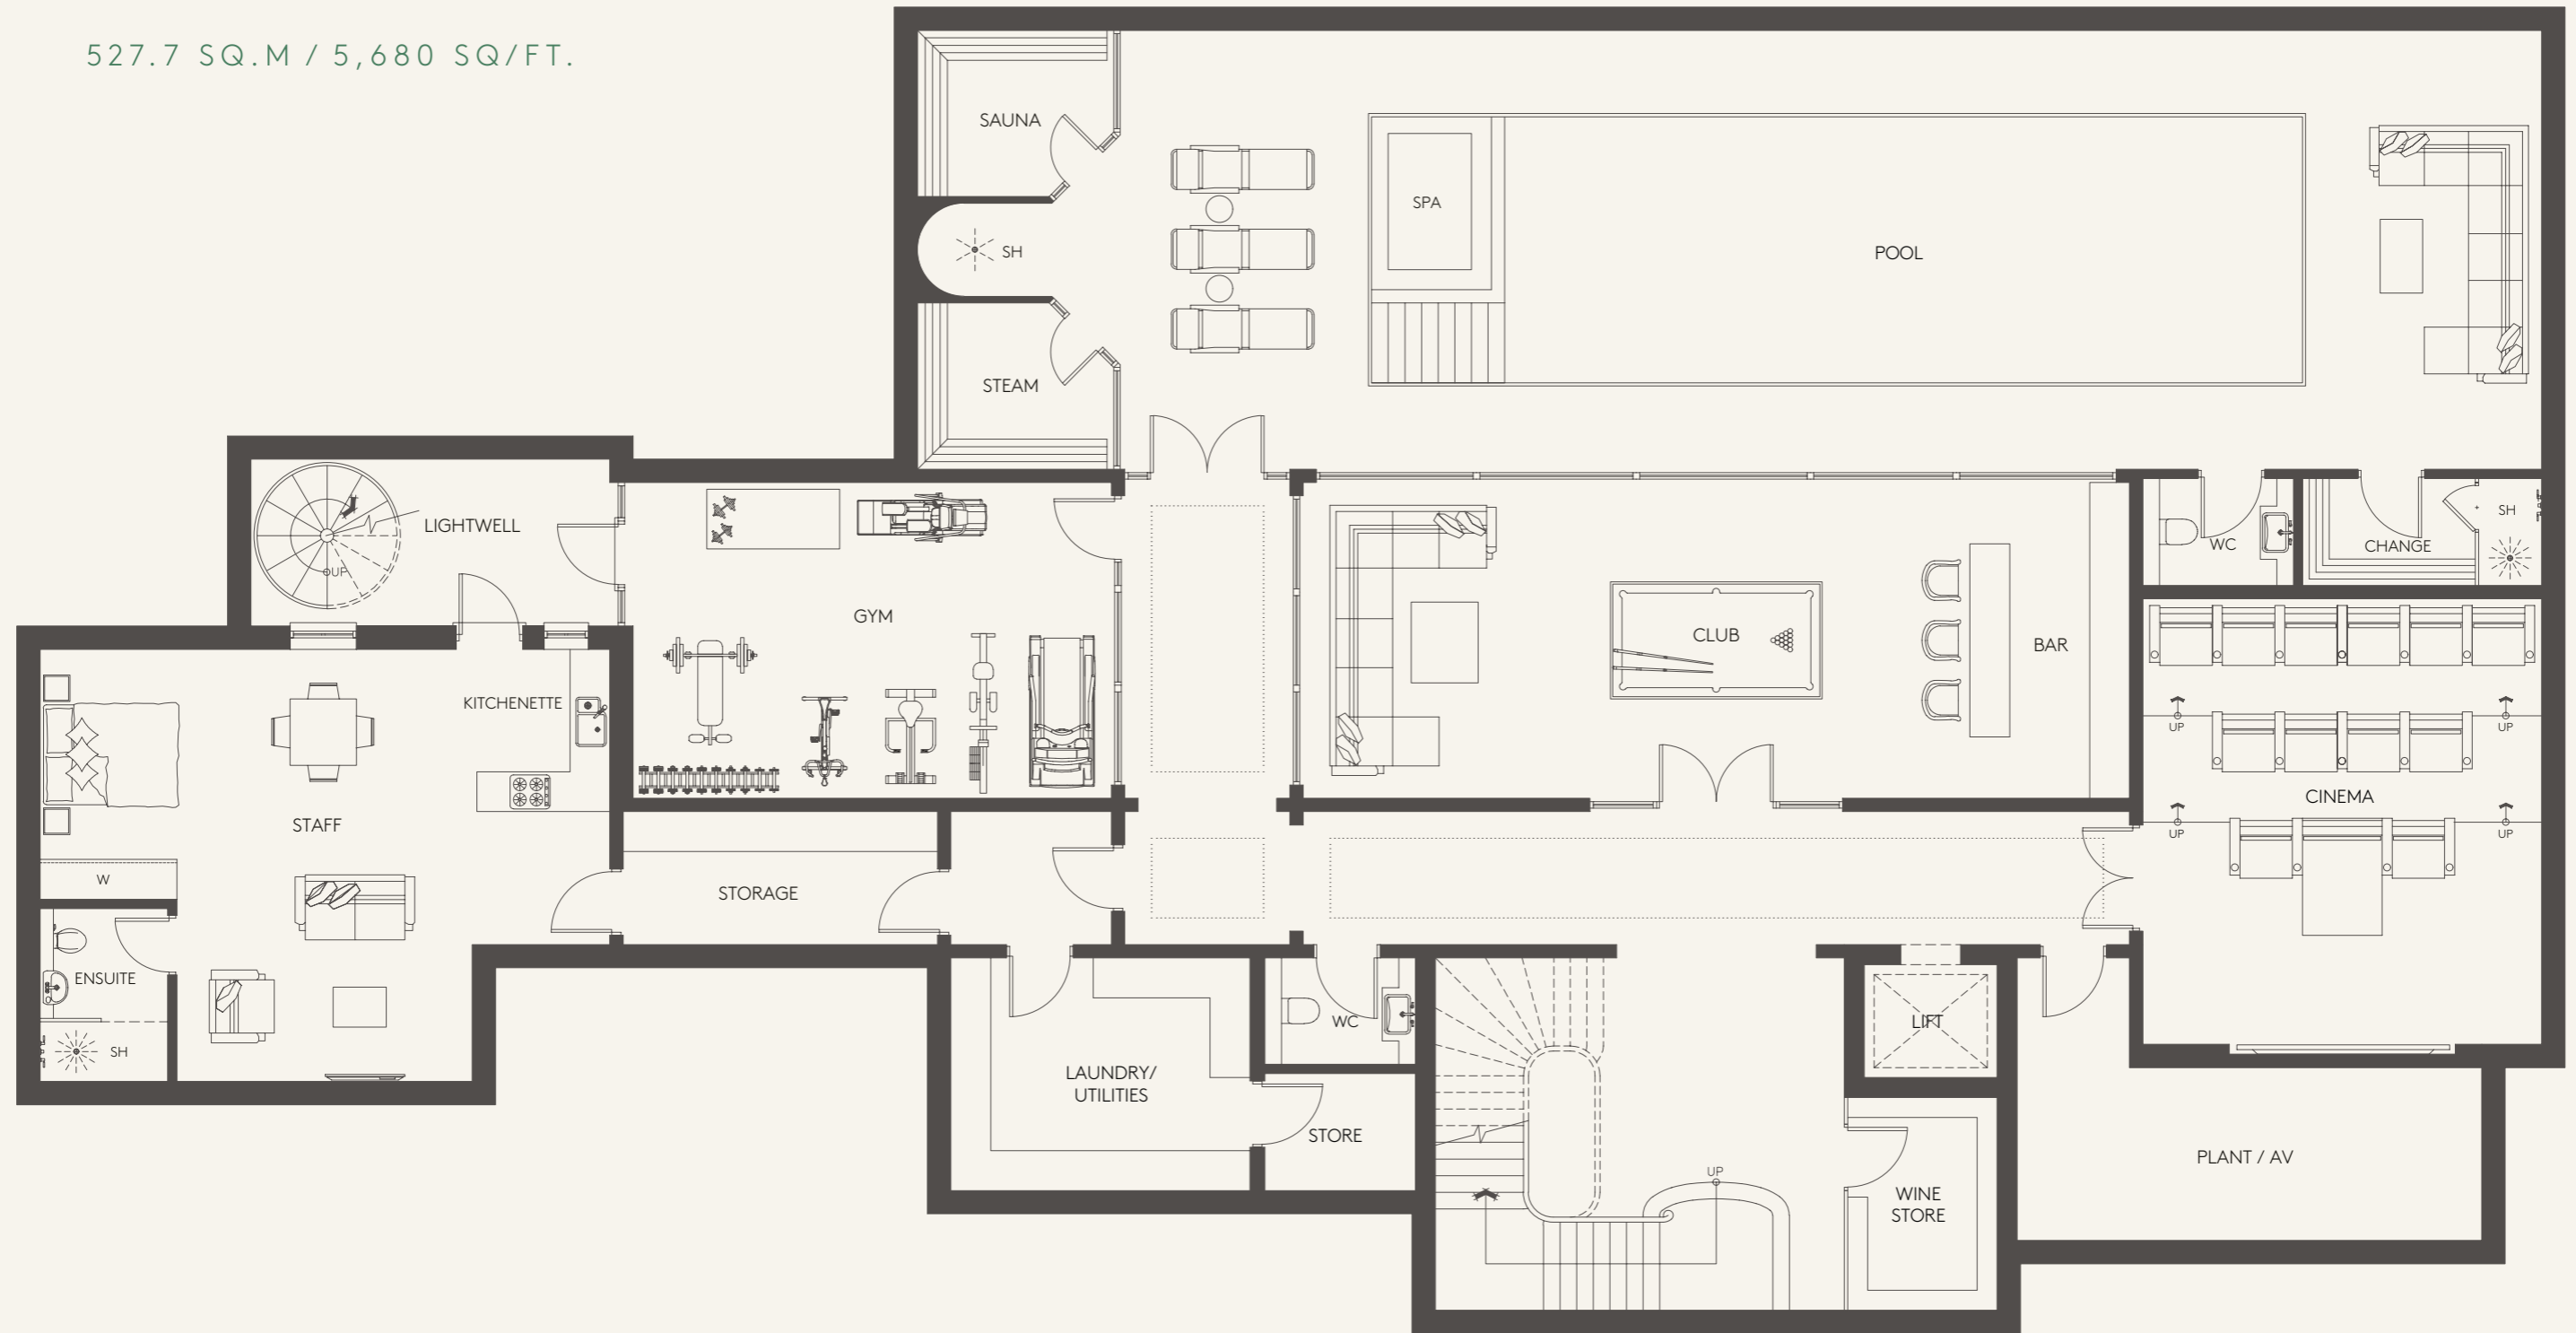 527.7 SQ.M / 5,680 SQ/FT.
SAUNA
SH
STEAM
SPA
POOL
LIGHTWELL
UP
GYM
CLUB
BAR
WC
CHANGE
SH
KITCHENETTE
STAFF
W
ENSUITE
SH
STORAGE
UP
UP
CINEMA
UP
UP
LAUNDRY/
UTILITIES
WC
STORE
UP
LIFT
WINE
STORE
PLANT / AV